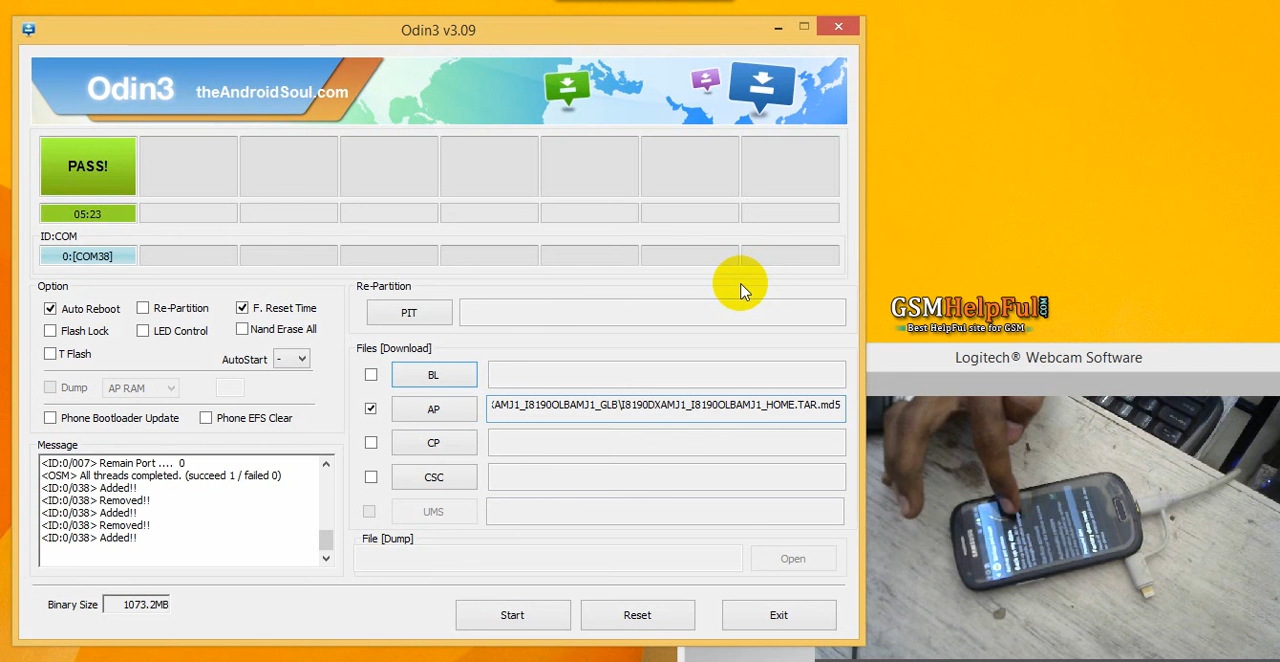 Odin3 v3.09
Odin3 theAndroidSoul.com
PASS!
05:23
ID:COM
0:[COM38]
Option
Auto Reboot
Re-Partition
F. Reset Time
Flash Lock
LED Control
Nand Erase All
T Flash
AutoStart -
Dump
AP RAM
Phone Bootloader Update
Phone EFS Clear
Message
<ID:0/007> Remain Port .... 0
<OSM> All threads completed. (succeed 1 / failed 0)
<ID:0/038> Added!!
<ID:0/038> Removed!!
<ID:0/038> Added!!
<ID:0/038> Removed!!
<ID:0/038> Added!!
Binary Size
1073.2MB
Re-Partition
PIT
Files [Download]
BL
AP
XAMJ1_I8190OLBAMJ1_GLB\I8190DXAMJ1_I8190OLBAMJ1_HOME.TAR.md5
CP
CSC
UMS
File [Dump]
Open
Start
Reset
Exit
GSMHelpFul.COM
Best HelpFul site for GSM
Logitech® Webcam Software
SAMSUNG